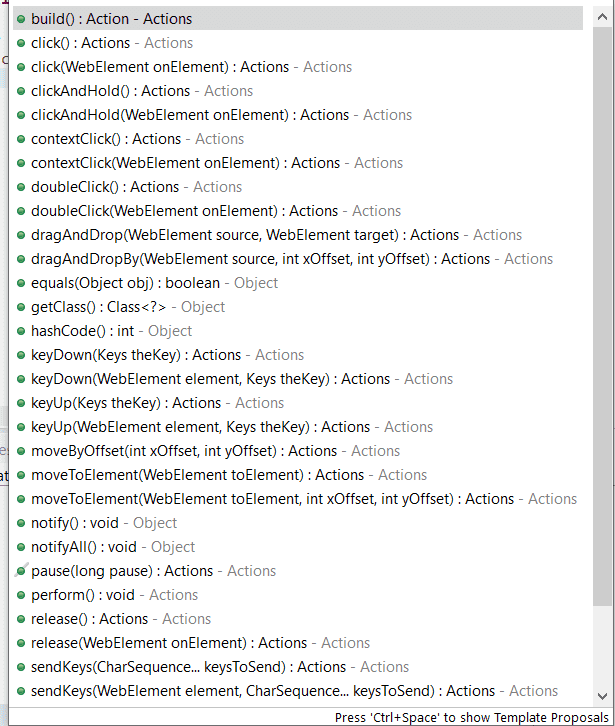 build() : Action - Actions
click() : Actions - Actions
click(WebElement onElement) : Actions - Actions
clickAndHold() : Actions - Actions
clickAndHold(WebElement onElement) : Actions - Actions
contextClick() : Actions - Actions
contextClick(WebElement onElement) : Actions - Actions
doubleClick() : Actions - Actions
doubleClick(WebElement onElement) : Actions - Actions
dragAndDrop(WebElement source, WebElement target) : Actions - Actions
dragAndDropBy(WebElement source, int xOffset, int yOffset) : Actions - Actions
equals(Object obj) : boolean - Object
getClass() : Class<?> - Object
hashCode() : int - Object
keyDown(Keys theKey) : Actions - Actions
keyDown(WebElement element, Keys theKey) : Actions - Actions
keyUp(Keys theKey) : Actions - Actions
keyUp(WebElement element, Keys theKey) : Actions - Actions
moveByOffset(int xOffset, int yOffset) : Actions - Actions
moveToElement(WebElement toElement) : Actions - Actions
moveToElement(WebElement toElement, int xOffset, int yOffset) : Actions - Actions
notify() : void - Object
notifyAll() : void - Object
pause(long pause) : Actions - Actions
perform() : void - Actions
release() : Actions - Actions
release(WebElement onElement) : Actions - Actions
sendKeys(CharSequence... keysToSend) : Actions - Actions
sendKeys(WebElement element, CharSequence... keysToSend) : Actions - Actions
Press 'Ctrl+Space' to show Template Proposals